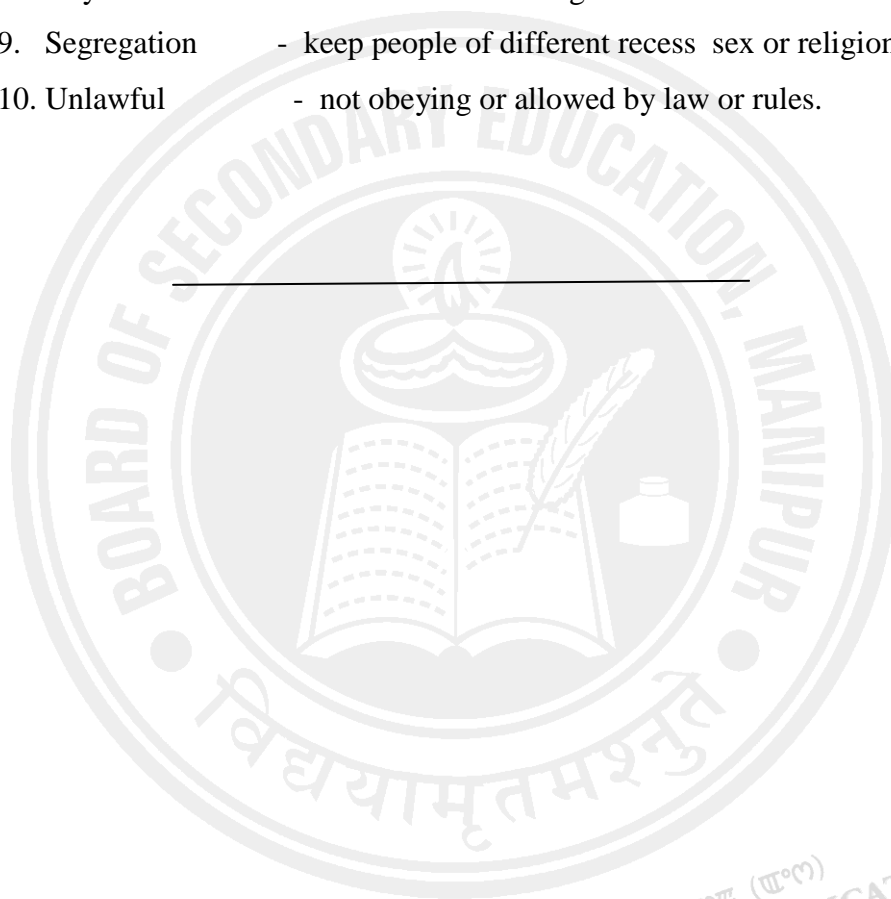 9. Segregation - keep people of different recess sex or religion
10. Unlawful - not obeying or allowed by law or rules.
BOARD OF SECONDARY EDUCATION, MANIPUR
विद्ययामृतमश्नुते